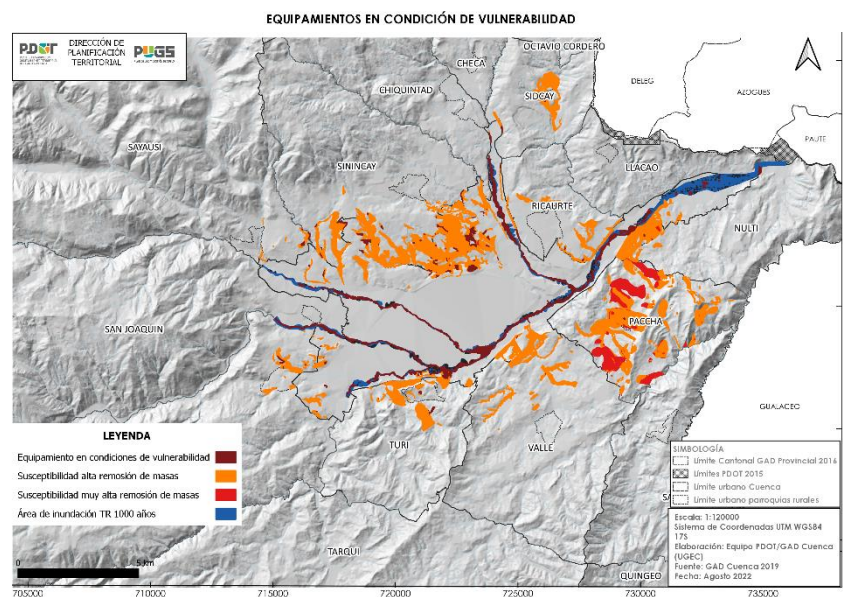 EQUIPAMIENTOS EN CONDICIÓN DE VULNERABILIDAD
PDOT
DIRECCIÓN DE
PLANIFICACIÓN
TERRITORIAL
PUGS
OCTAVIO CORDERO
CHECA
CHIQUINTAD
SIDCAY
DELEG
AZOGUES
PAUTE
SAYAUSI
SININCAY
LLACAO
RICAURTE
NULTI
SAN JOAQUIN
PACCHA
GUALACEO
TURI
VALLE
TARQUI
QUINGEO
LEYENDA
Equipamiento en condiciones de vulnerabilidad
Susceptibilidad alta remosión de masas
Susceptibilidad muy alta remosión de masas
Área de inundación TR 1000 años
SIMBOLOGÍA
Límite Cantonal GAD Provincial 2016
Límites PDOT 2015
Límite urbano Cuenca
Límite urbano parroquias rurales
Escala: 1:120000
Sistema de Coordenadas UTM WGS84
17S
Elaboración: Equipo PDOT/GAD Cuenca
(UGEC)
Fuente: GAD Cuenca 2019
Fecha: Agosto 2022
0 5 km
705000 710000 715000 720000 725000 730000 735000